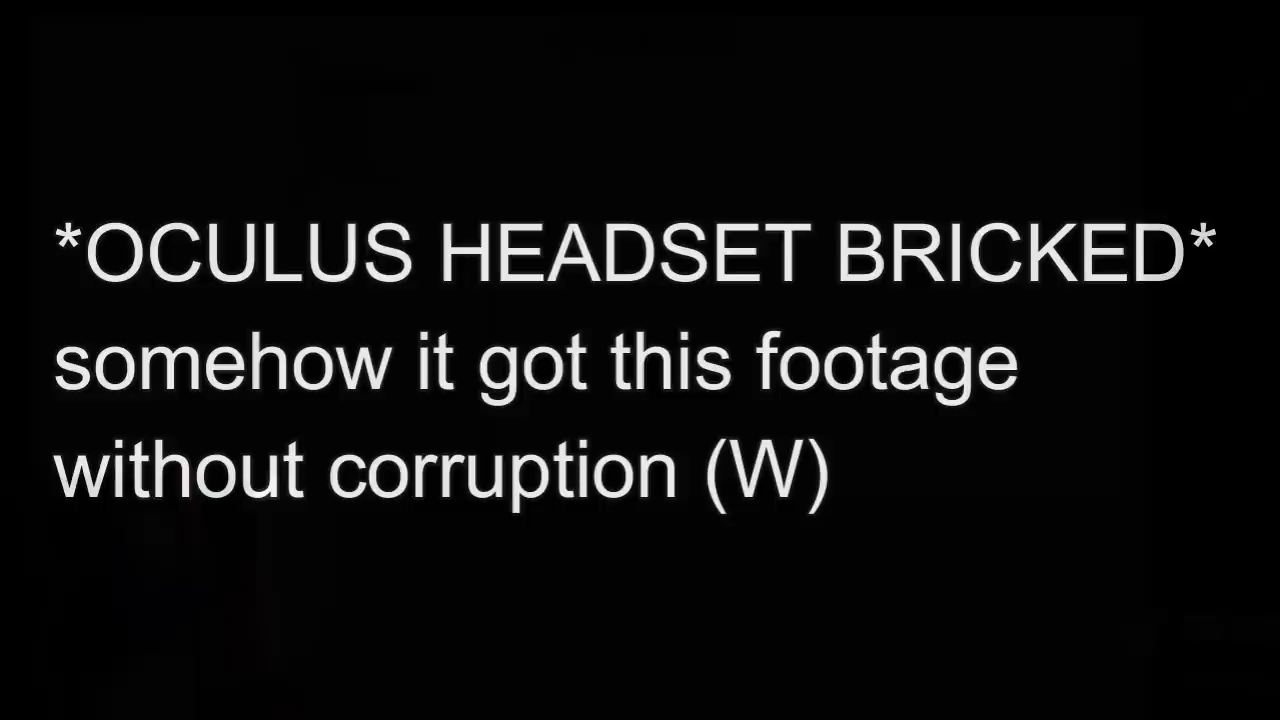 *OCULUS HEADSET BRICKED*
somehow it got this footage
without corruption (W)